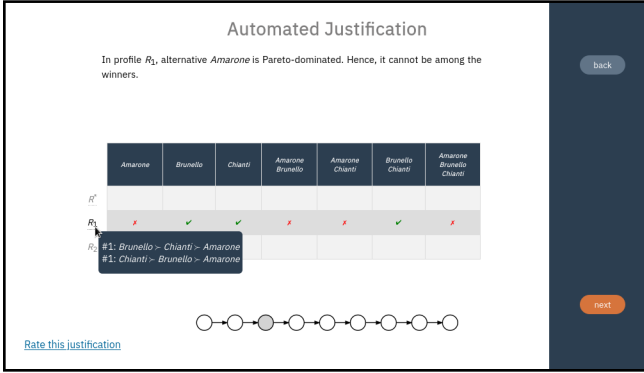 Automated Justification
In profile R1, alternative Amarone is Pareto-dominated. Hence, it cannot be among the
winners.
back
Amarone Brunello Chianti Amarone Brunello Amarone Chianti Brunello Chianti Amarone Brunello Chianti
R*
R1 ✗ ✔ ✔ ✗ ✗ ✔ ✗
R2
#1: Brunello ≻ Chianti ≻ Amarone
#1: Chianti ≻ Brunello ≻ Amarone
next
Rate this justification